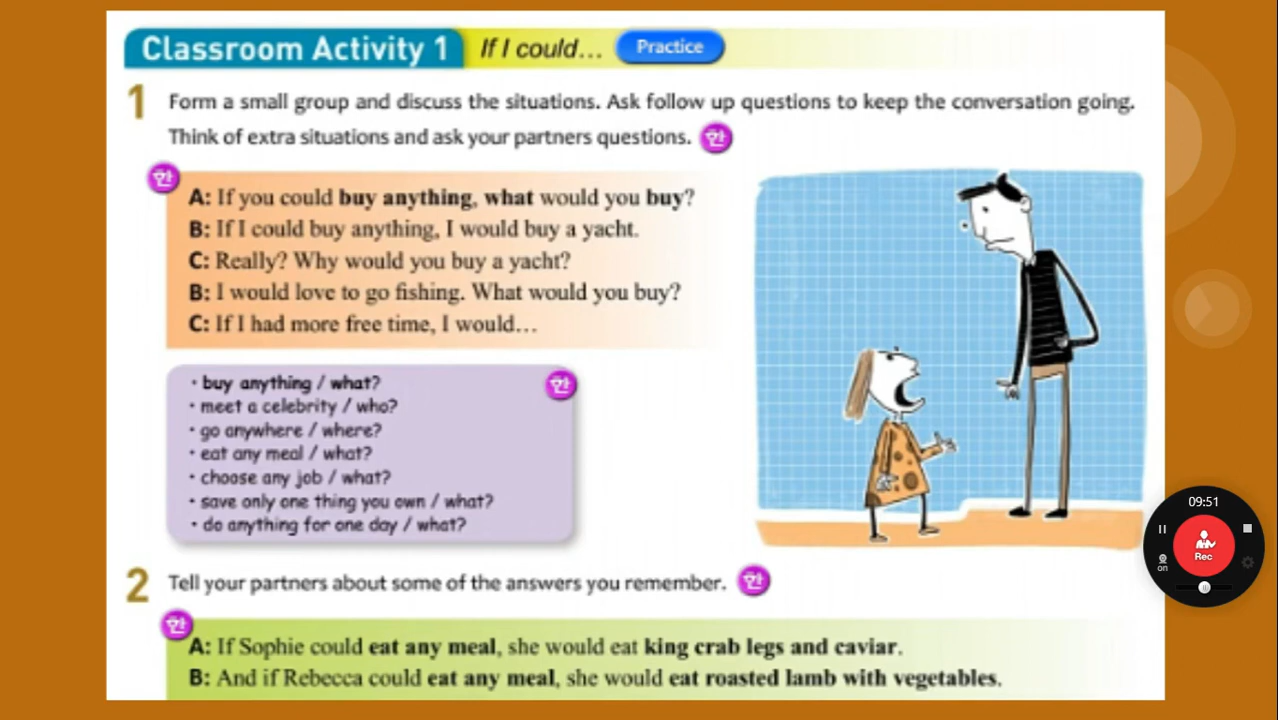 Classroom Activity 1 If I could... Practice
1 Form a small group and discuss the situations. Ask follow up questions to keep the conversation going.
Think of extra situations and ask your partners questions. 한
한
A: If you could buy anything, what would you buy?
B: If I could buy anything, I would buy a yacht.
C: Really? Why would you buy a yacht?
B: I would love to go fishing. What would you buy?
C: If I had more free time, I would...
• buy anything / what? 한
• meet a celebrity / who?
• go anywhere / where?
• eat any meal / what?
• choose any job / what?
• save only one thing you own / what?
• do anything for one day / what?
09:51
Rec
on
2 Tell your partners about some of the answers you remember. 한
한
A: If Sophie could eat any meal, she would eat king crab legs and caviar.
B: And if Rebecca could eat any meal, she would eat roasted lamb with vegetables.